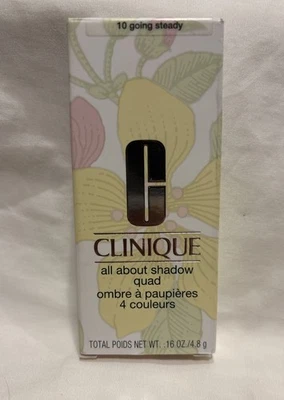 10 going steady
C
CLINIQUE
all about shadow
quad
ombre à paupières
4 couleurs
TOTAL POIDS NET WT. .16 OZ./4.8 g